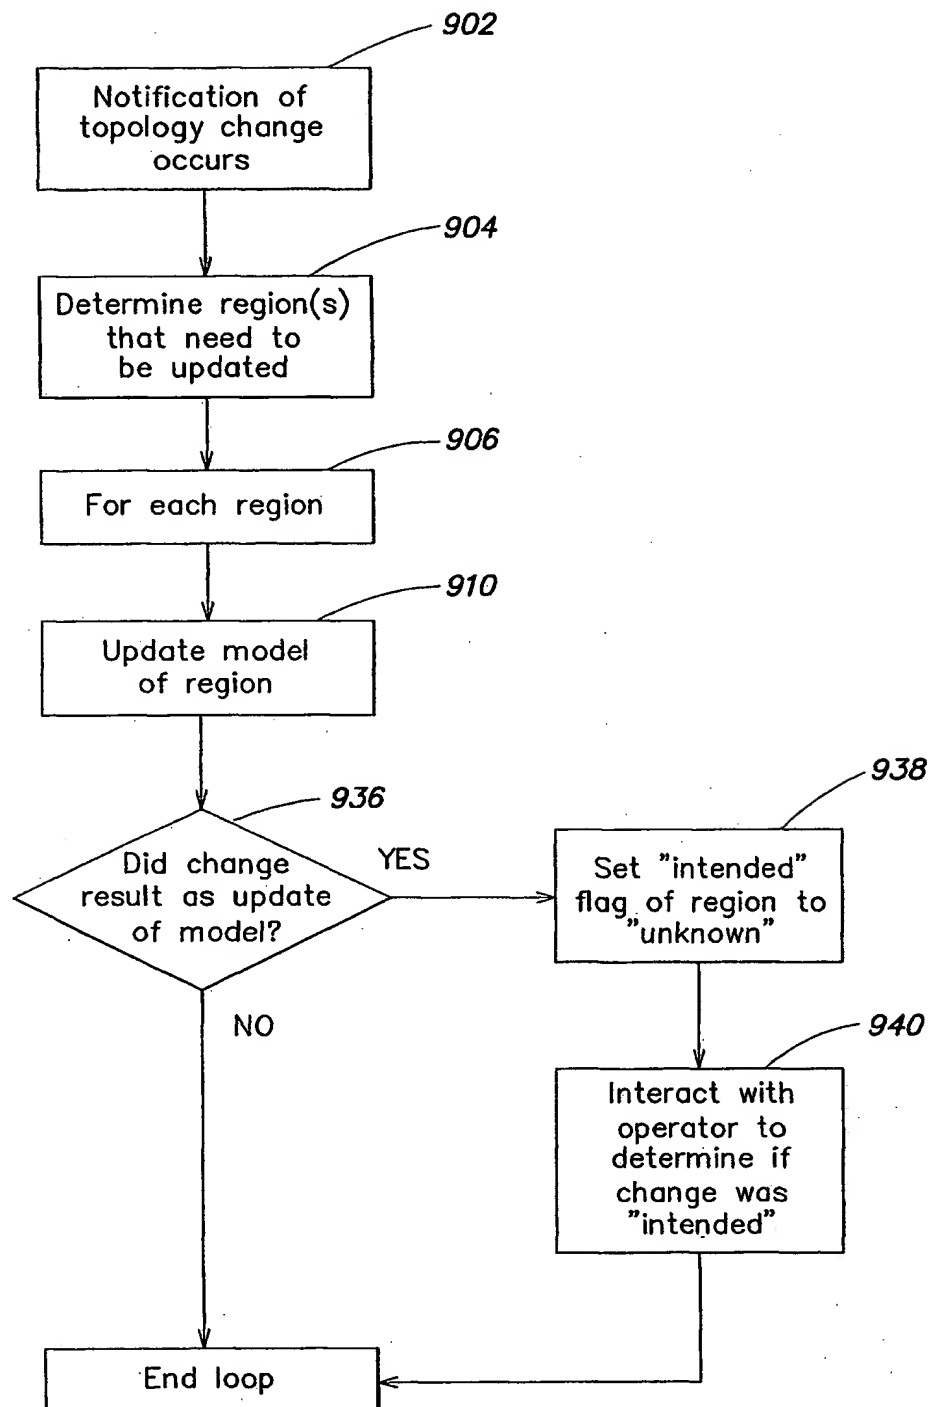 902
Notification of
topology change
occurs
904
Determine region(s)
that need to
be updated
906
For each region
910
Update model
of region
936
Did change
result as update
of model?
YES
NO
938
Set "intended"
flag of region to
"unknown"
940
Interact with
operator to
determine if
change was
"intended"
End loop